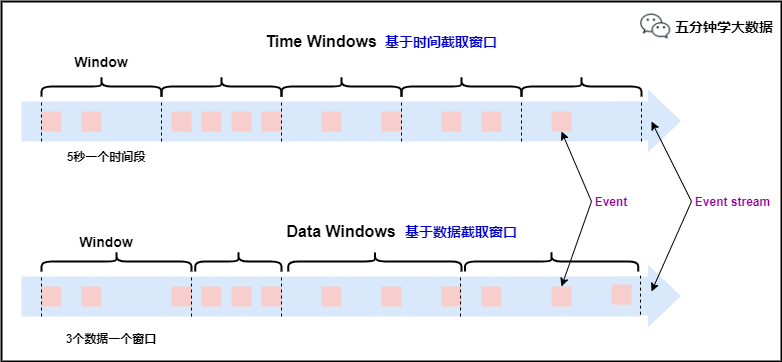 五分钟学大数据
Time Windows 基于时间截取窗口
Window
5秒一个时间段
Event
Event stream
Data Windows 基于数据截取窗口
Window
3个数据一个窗口